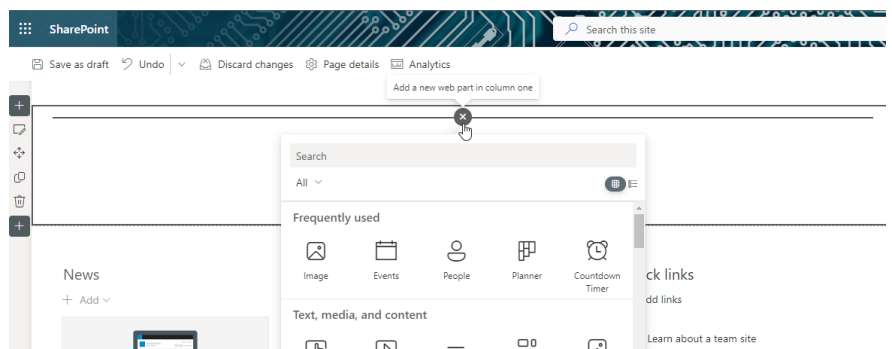 SharePoint
Search this site
Save as draft Undo Discard changes Page details Analytics
Add a new web part in column one
Search
All
Frequently used
Image Events People Planner Countdown
Timer
Text, media, and content
News
Add
ck links
dd links
Learn about a team site